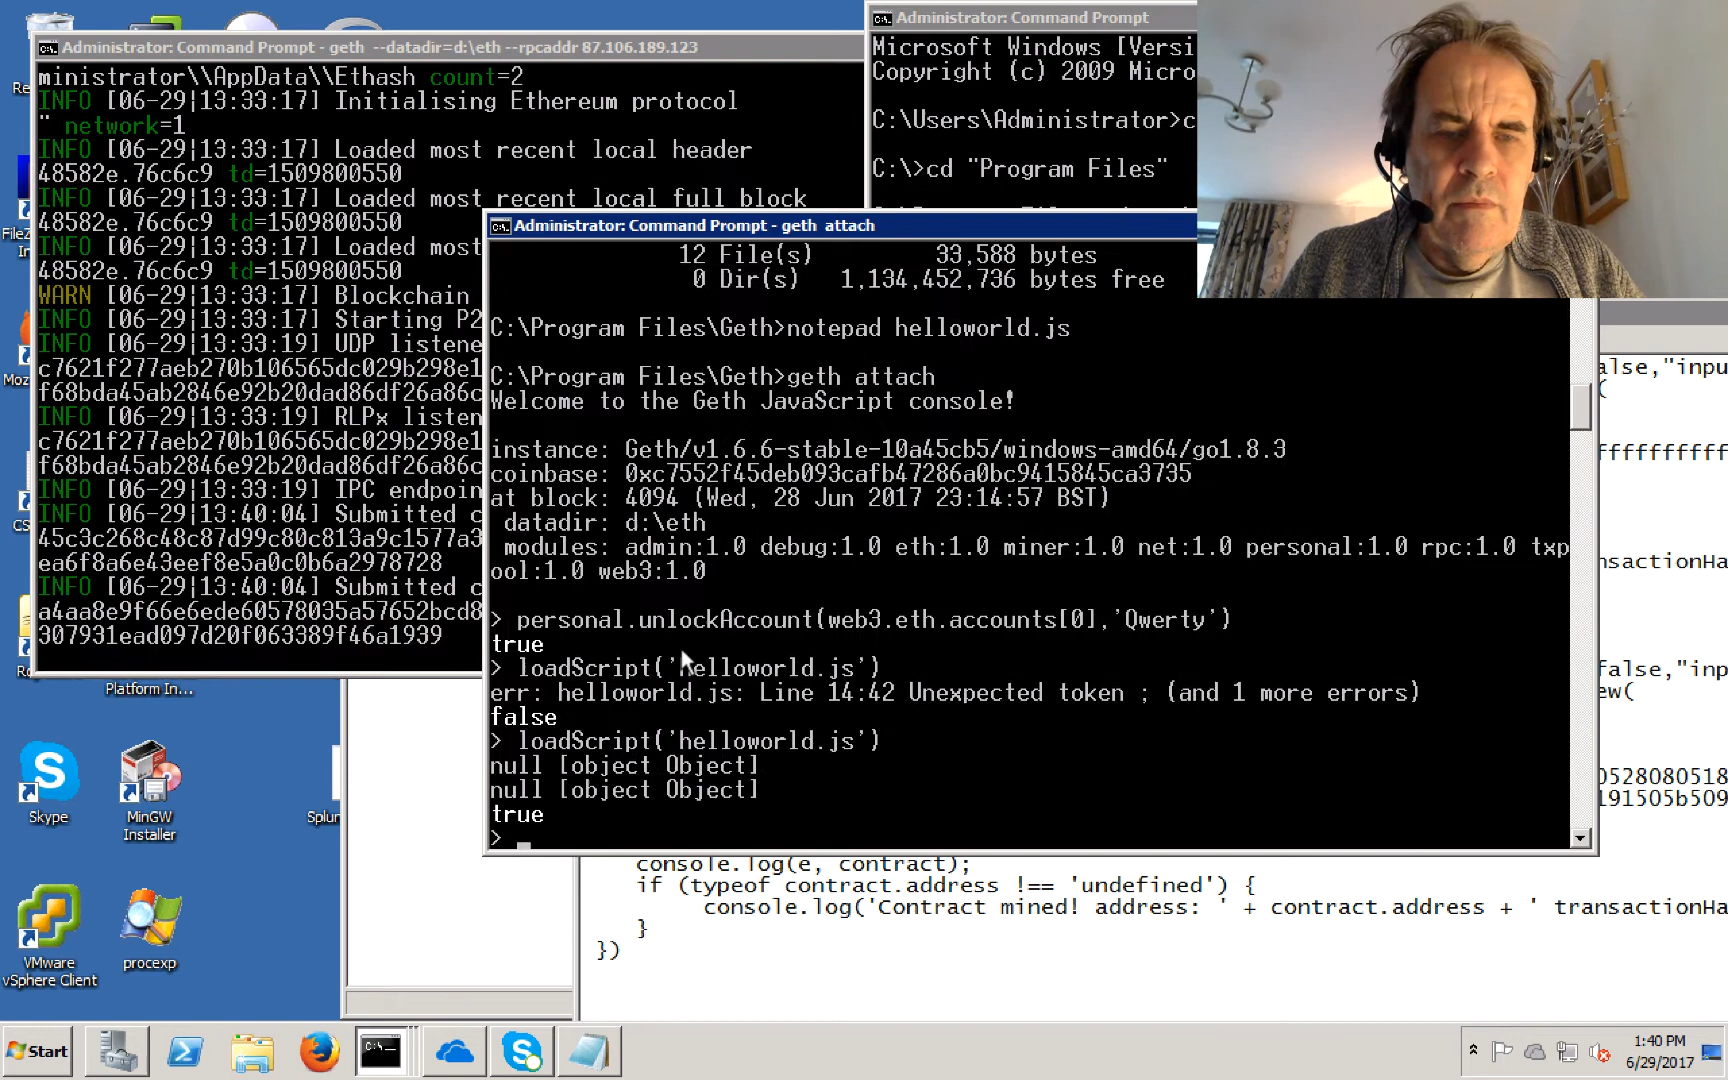 Administrator: Command Prompt - geth --datadir=d:\eth --rpcaddr 87.106.189.123
ministrator\\AppData\\Ethash count=2
INFO [06-29|13:33:17] Initialising Ethereum protocol
" network=1
INFO [06-29|13:33:17] Loaded most recent local header
48582e.76c6c9 td=1509800550
INFO [06-29|13:33:17] Loaded most recent local full block
48582e.76c6c9 td=1509800550
INFO [06-29|13:33:17] Loaded most
48582e.76c6c9 td=1509800550
WARN [06-29|13:33:17] Blockchain
INFO [06-29|13:33:17] Starting P2
INFO [06-29|13:33:19] UDP listene
c7621f277aeb270b106565dc029b298e1
f68bda45ab2846e92b20dad86df26a86c
INFO [06-29|13:33:19] RLPx listen
c7621f277aeb270b106565dc029b298e1
f68bda45ab2846e92b20dad86df26a86c
INFO [06-29|13:33:19] IPC endpoin
INFO [06-29|13:40:04] Submitted c
45c3c268c48c87d99c80c813a9c1577a3
ea6f8a6e43eef8e5a0c0b6a2978728
INFO [06-29|13:40:04] Submitted c
a4aa8e9f66e6ede60578035a57652bcd8
307931ead097d20f063389f46a1939
Administrator: Command Prompt
Microsoft Windows [Versi
Copyright (c) 2009 Micro
C:\Users\Administrator>c
C:\>cd "Program Files"
Administrator: Command Prompt - geth attach
12 File(s) 33,588 bytes
0 Dir(s) 1,134,452,736 bytes free
C:\Program Files\Geth>notepad helloworld.js
C:\Program Files\Geth>geth attach
Welcome to the Geth JavaScript console!
instance: Geth/v1.6.6-stable-10a45cb5/windows-amd64/go1.8.3
coinbase: 0xc7552f45deb093cafb47286a0bc9415845ca3735
at block: 4094 (Wed, 28 Jun 2017 23:14:57 BST)
datadir: d:\eth
modules: admin:1.0 debug:1.0 eth:1.0 miner:1.0 net:1.0 personal:1.0 rpc:1.0 txp
ool:1.0 web3:1.0
> personal.unlockAccount(web3.eth.accounts[0],'Qwerty')
true
> loadScript('helloworld.js')
err: helloworld.js: Line 14:42 Unexpected token ; (and 1 more errors)
false
> loadScript('helloworld.js')
null [object Object]
null [object Object]
true
>
alse,"inpu
(
ffffffffff
nsactionHa
false,"inp
ew(
0528080518
191505b509
console.log(e, contract);
if (typeof contract.address !== 'undefined') {
console.log('Contract mined! address: ' + contract.address + ' transactionHa
}
})
Re
FileZ
In
Moz
CS
Ro
Platform In...
Skype
MinGW
Installer
Splun
VMware
vSphere Client
procexp
Start
1:40 PM
6/29/2017